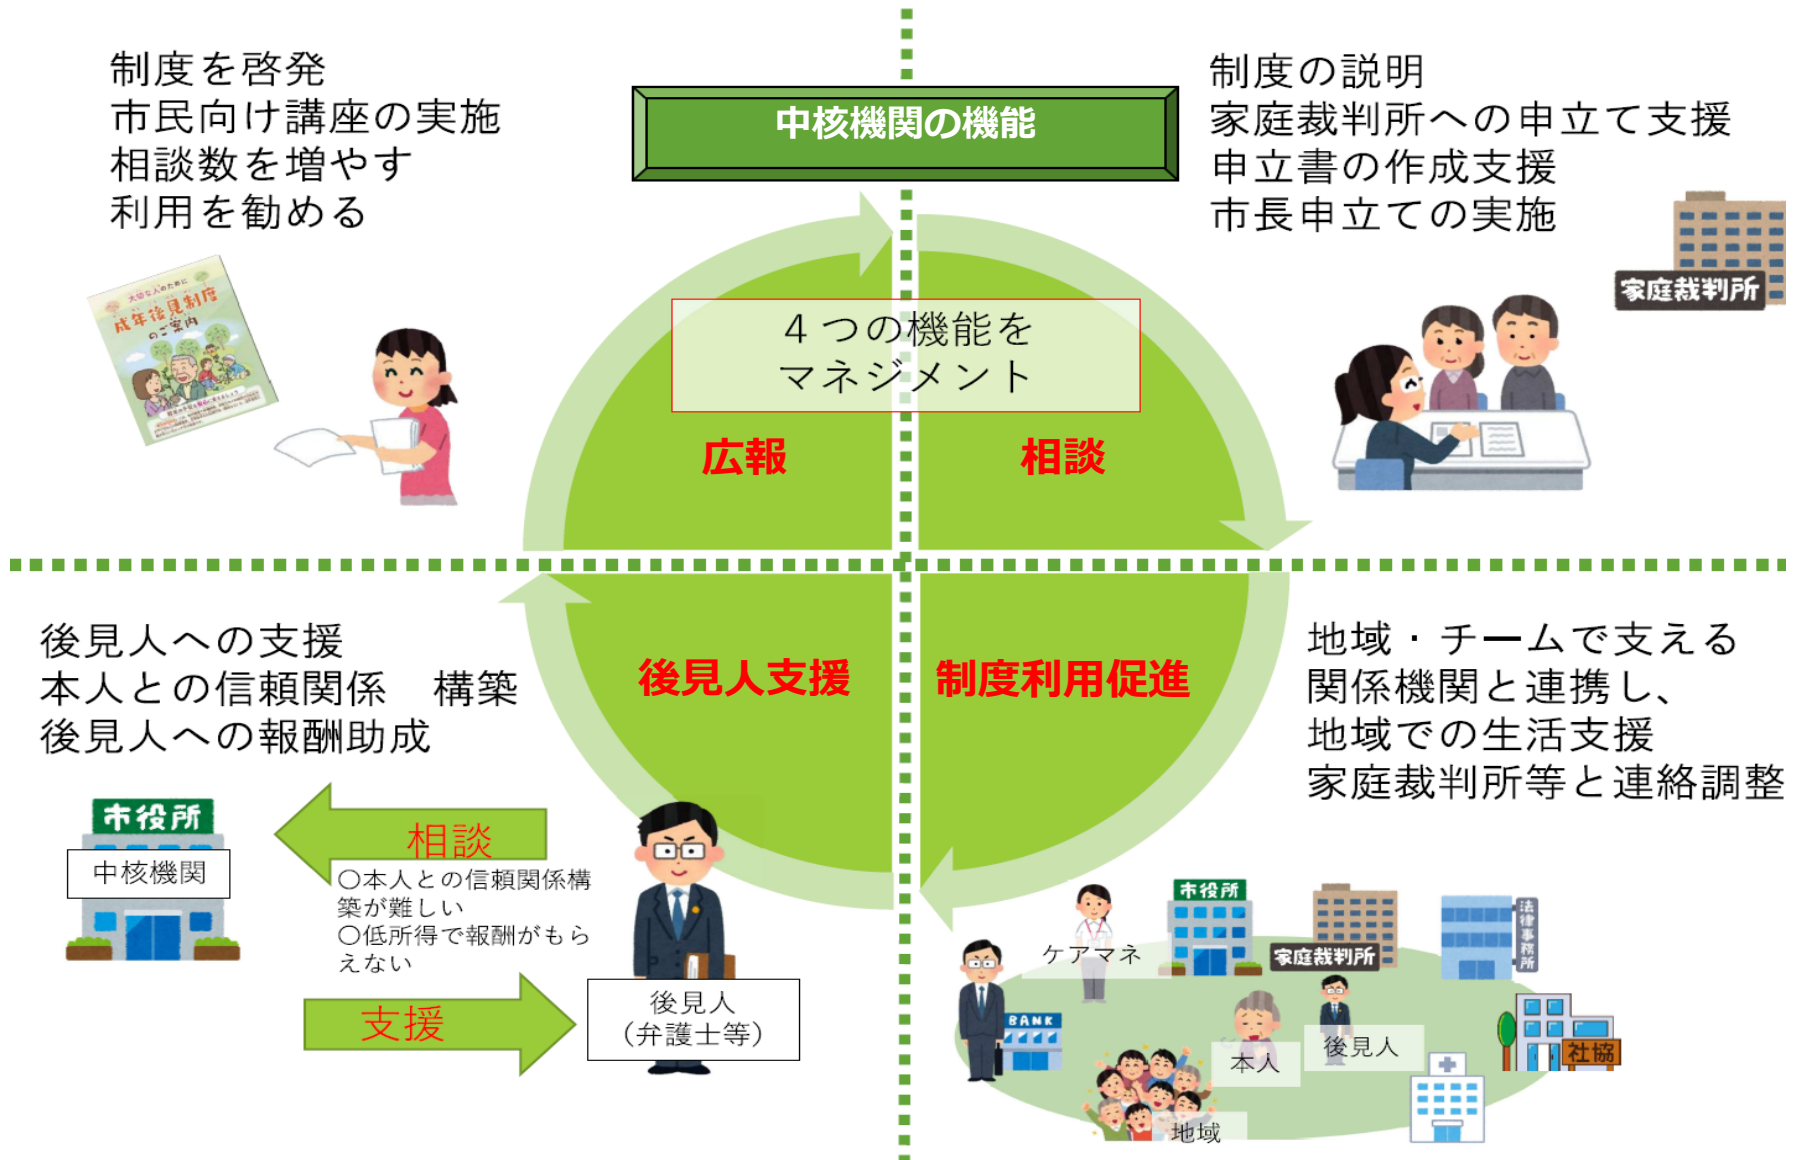 中核機関の機能
制度を啓発
市民向け講座の実施
相談数を増やす
利用を勧める
大切な人のために
成年後見制度
のご案内
制度の説明
家庭裁判所への申立て支援
申立書の作成支援
市長申立ての実施
家庭裁判所
4つの機能を
マネジメント
広報
相談
後見人支援
制度利用促進
後見人への支援
本人との信頼関係　構築
後見人への報酬助成
市役所
中核機関
相談
〇本人との信頼関係構
築が難しい
〇低所得で報酬がもら
えない
支援
後見人
（弁護士等）
地域・チームで支える
関係機関と連携し、
地域での生活支援
家庭裁判所等と連絡調整
市役所
ケアマネ
家庭裁判所
法律事務所
BANK
本人
後見人
社協
地域